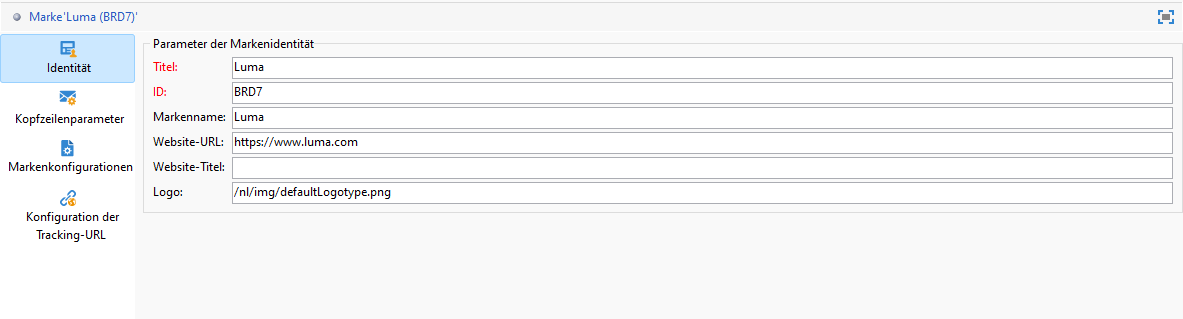 Marke'Luma (BRD7)'
Identität
Kopfzeilenparameter
Markenkonfigurationen
Konfiguration der
Tracking-URL
Parameter der Markenidentität
Titel: Luma
ID: BRD7
Markenname: Luma
Website-URL: https://www.luma.com
Website-Titel:
Logo: /nl/img/defaultLogotype.png